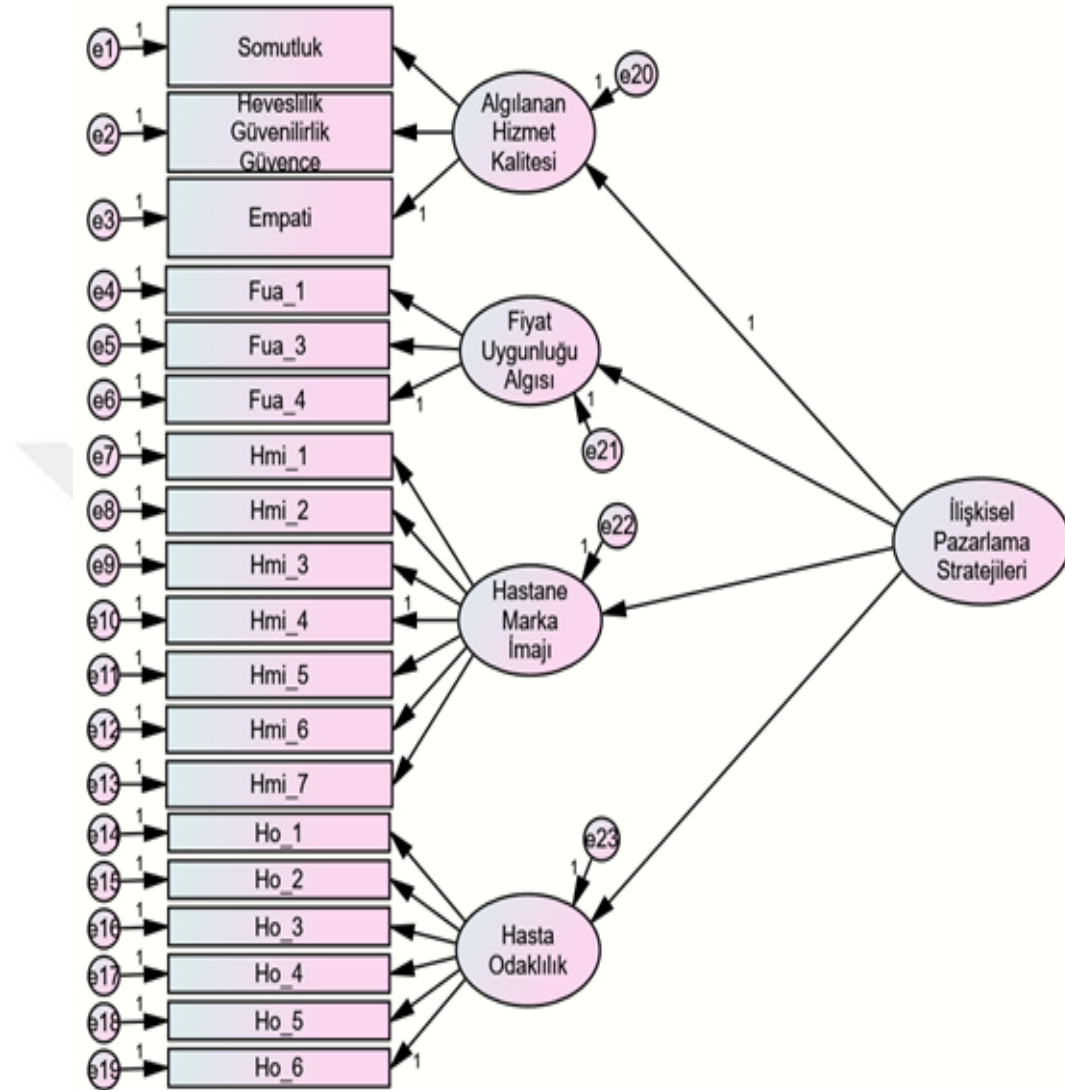 e1
1
Somutluk
e2
1
Heveslilik
Güvenilirlik
Güvence
e3
1
Empati
1
Algılanan
Hizmet
Kalitesi
1
e20
e4
1
Fua_1
e5
1
Fua_3
e6
1
Fua_4
1
Fiyat
Uygunluğu
Algısı
1
e21
1
e7
1
Hmi_1
e8
1
Hmi_2
e9
1
Hmi_3
e10
1
Hmi_4
1
e11
1
Hmi_5
e12
1
Hmi_6
e13
1
Hmi_7
Hastane
Marka
İmajı
1
e22
İlişkisel
Pazarlama
Stratejileri
e14
1
Ho_1
e15
1
Ho_2
e16
1
Ho_3
e17
1
Ho_4
e18
1
Ho_5
e19
1
Ho_6
1
Hasta
Odaklılık
1
e23